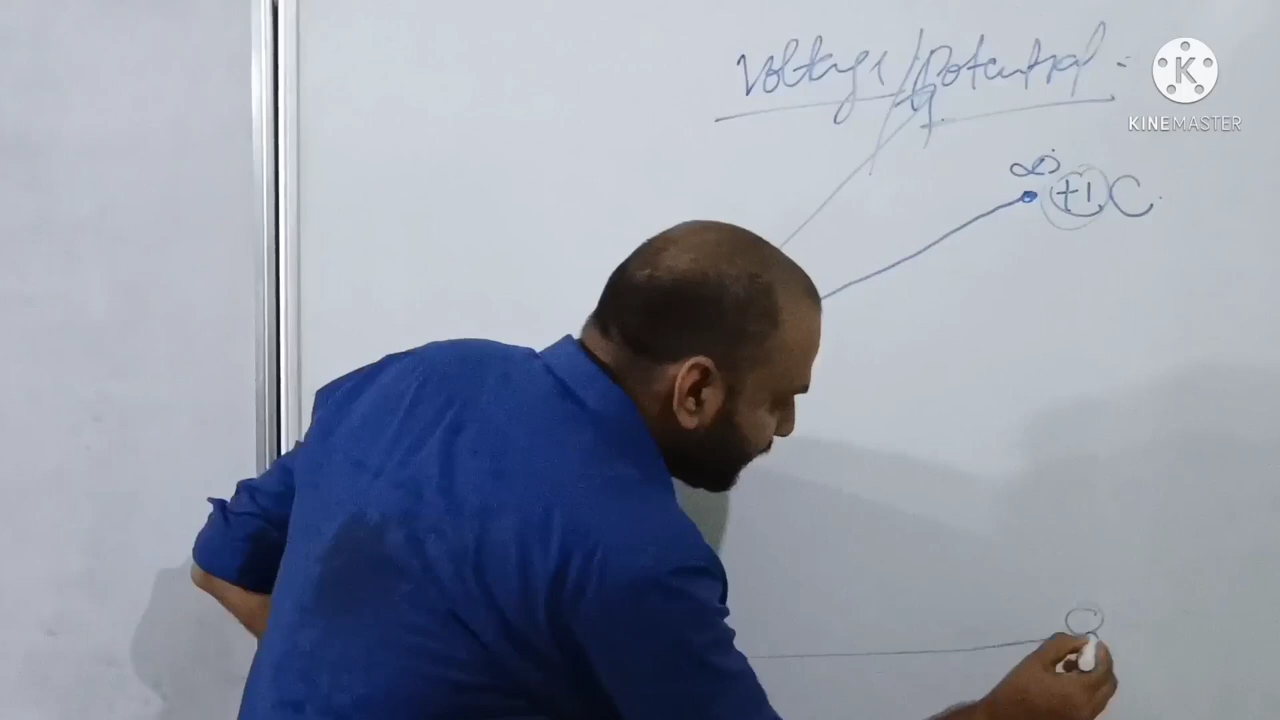 Voltage/Potential :-
q
∞
+1 C
K
KINEMASTER